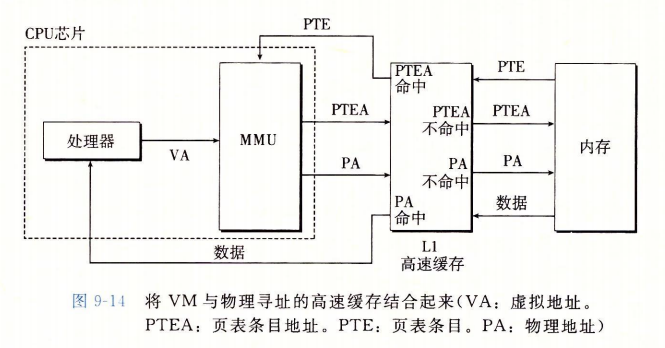 PTE
CPU芯片
PTEA
命中
PTE
PTEA
PTEA
不命中
PTEA
处理器
MMU
内存
VA
PA
PA
不命中
PA
PA
命中
数据
数据
L1
高速缓存
图 9-14 将 VM 与物理寻址的高速缓存结合起来(VA：虚拟地址。
PTEA：页表条目地址。PTE：页表条目。PA：物理地址)